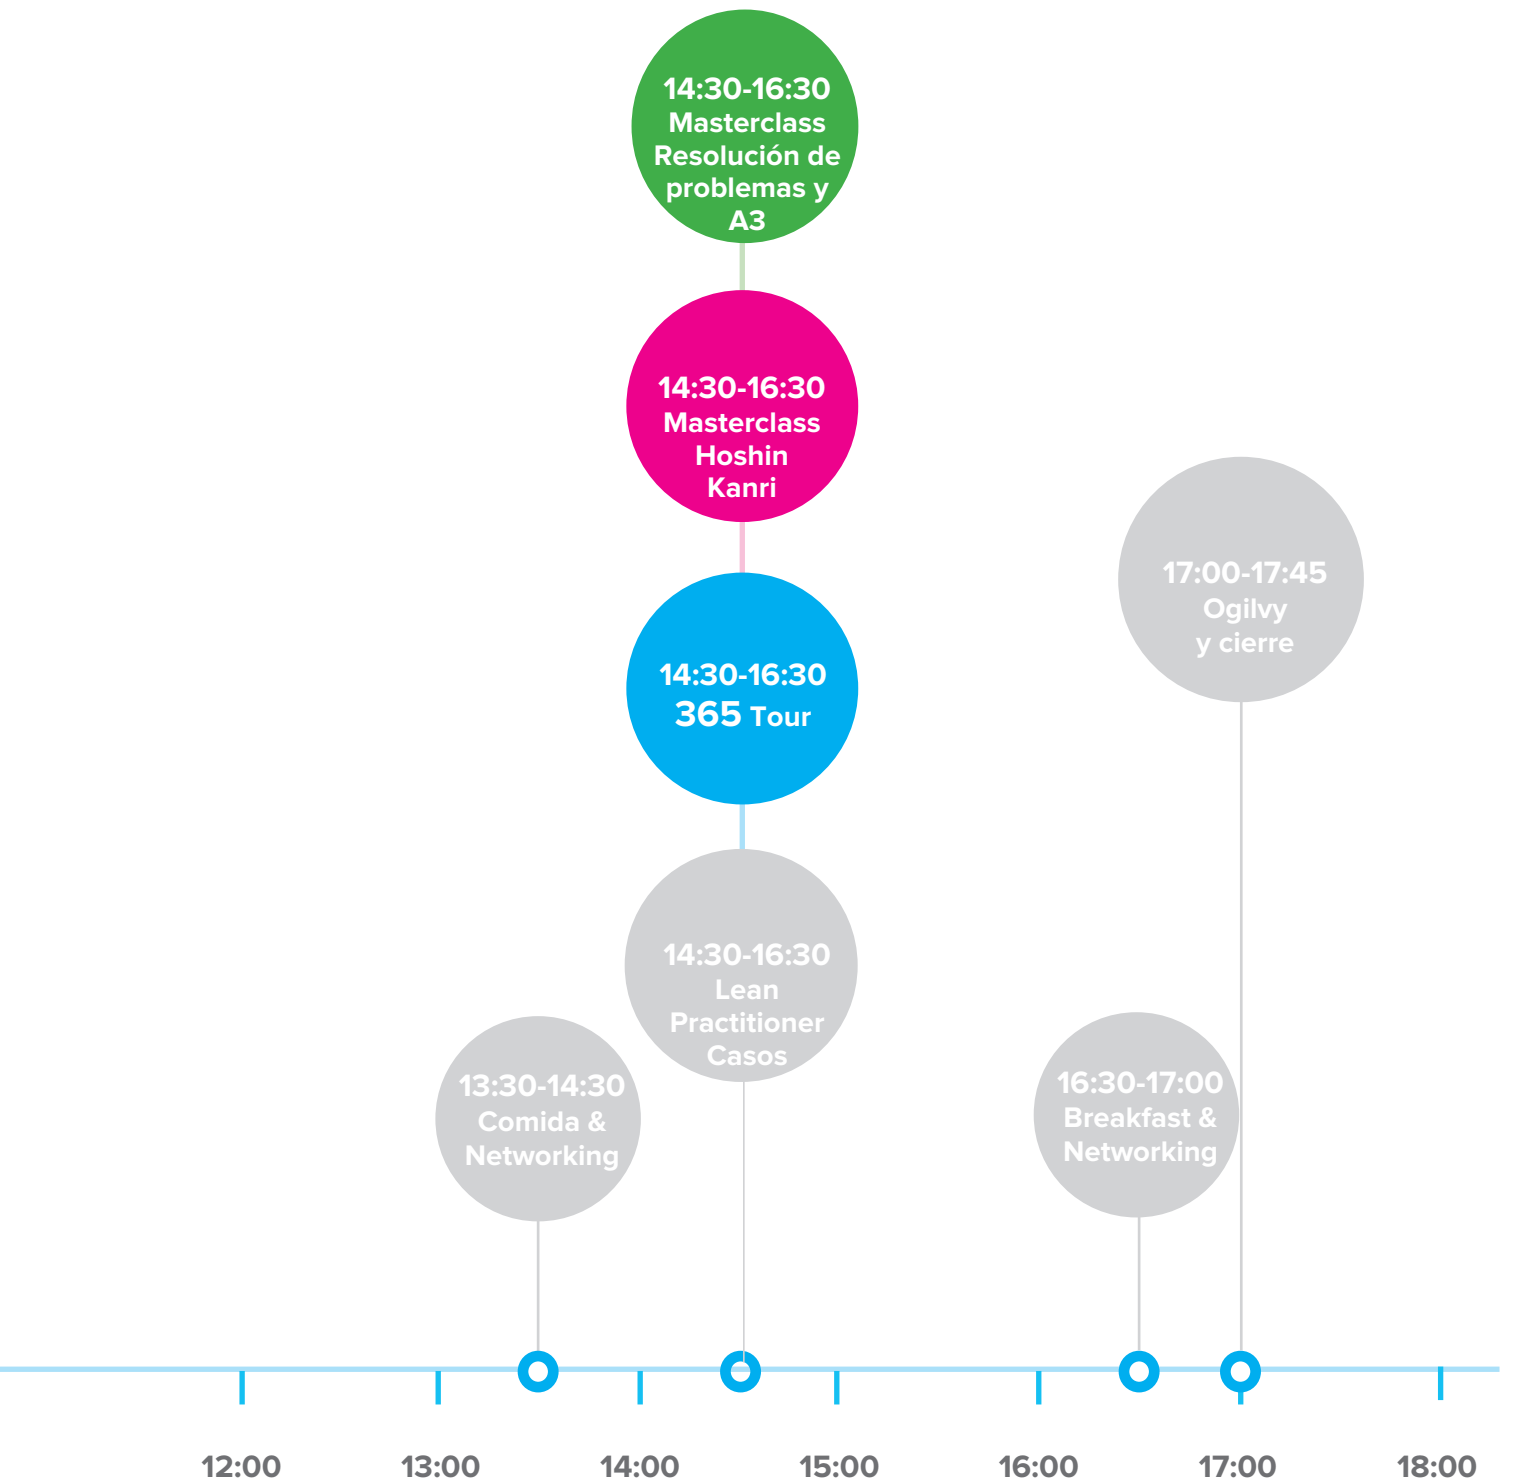 14:30-16:30
Masterclass
Resolución de
problemas y
A3
14:30-16:30
Masterclass
Hoshin
Kanri
14:30-16:30
365 Tour
14:30-16:30
Lean
Practitioner
Casos
13:30-14:30
Comida &
Networking
16:30-17:00
Breakfast &
Networking
17:00-17:45
Ogilvy
y cierre
12:00 13:00 14:00 15:00 16:00 17:00 18:00